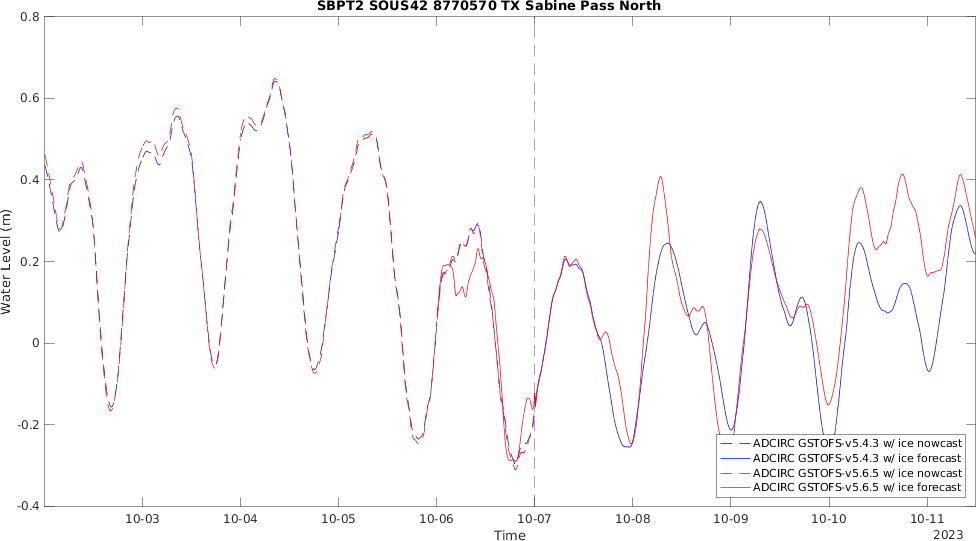 SBPT2 SOUS42 8770570 TX Sabine Pass North
0.8
0.6
0.4
0.2
0
-0.2
-0.4
Water Level (m)
10-03
10-04
10-05
10-06
10-07
10-08
10-09
10-10
10-11
Time
2023
ADCIRC GSTOFS-v5.4.3 w/ ice nowcast
ADCIRC GSTOFS-v5.4.3 w/ ice forecast
ADCIRC GSTOFS-v5.6.5 w/ ice nowcast
ADCIRC GSTOFS-v5.6.5 w/ ice forecast